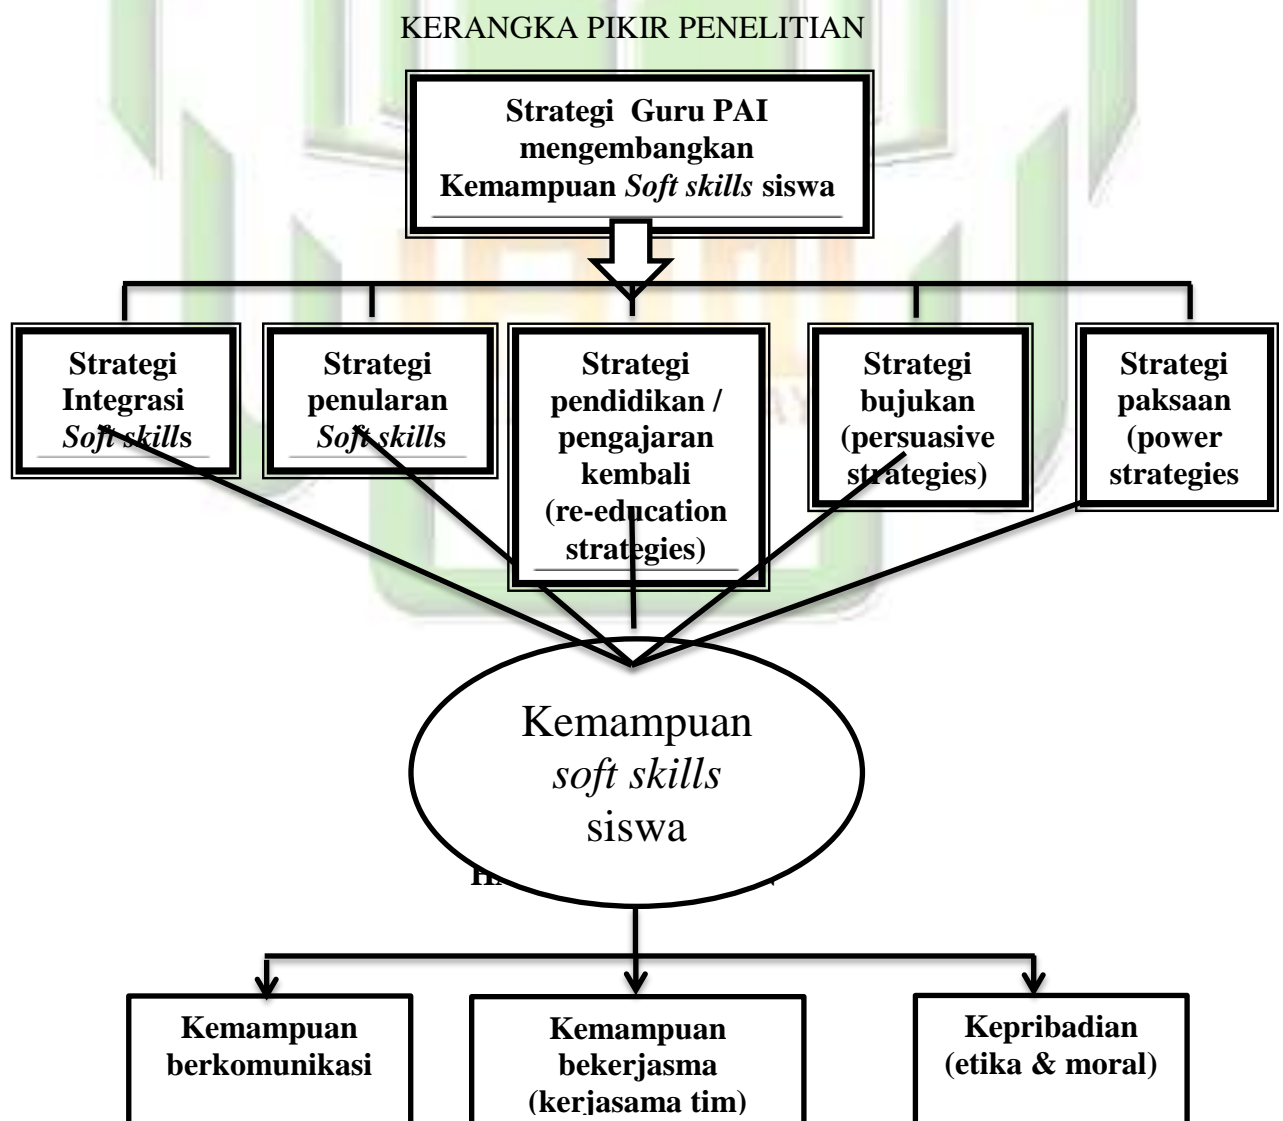 KERANGKA PIKIR PENELITIAN
Strategi Guru PAI
mengembangkan
Kemampuan Soft skills siswa
Strategi
Integrasi
Soft skills
Strategi
penularan
Soft skills
Strategi
pendidikan /
pengajaran
kembali
(re-education
strategies)
Strategi
bujukan
(persuasive
strategies)
Strategi
paksaan
(power
strategies
Kemampuan
soft skills
siswa
Kemampuan
berkomunikasi
Kemampuan
bekerjasma
(kerjasama tim)
Kepribadian
(etika & moral)